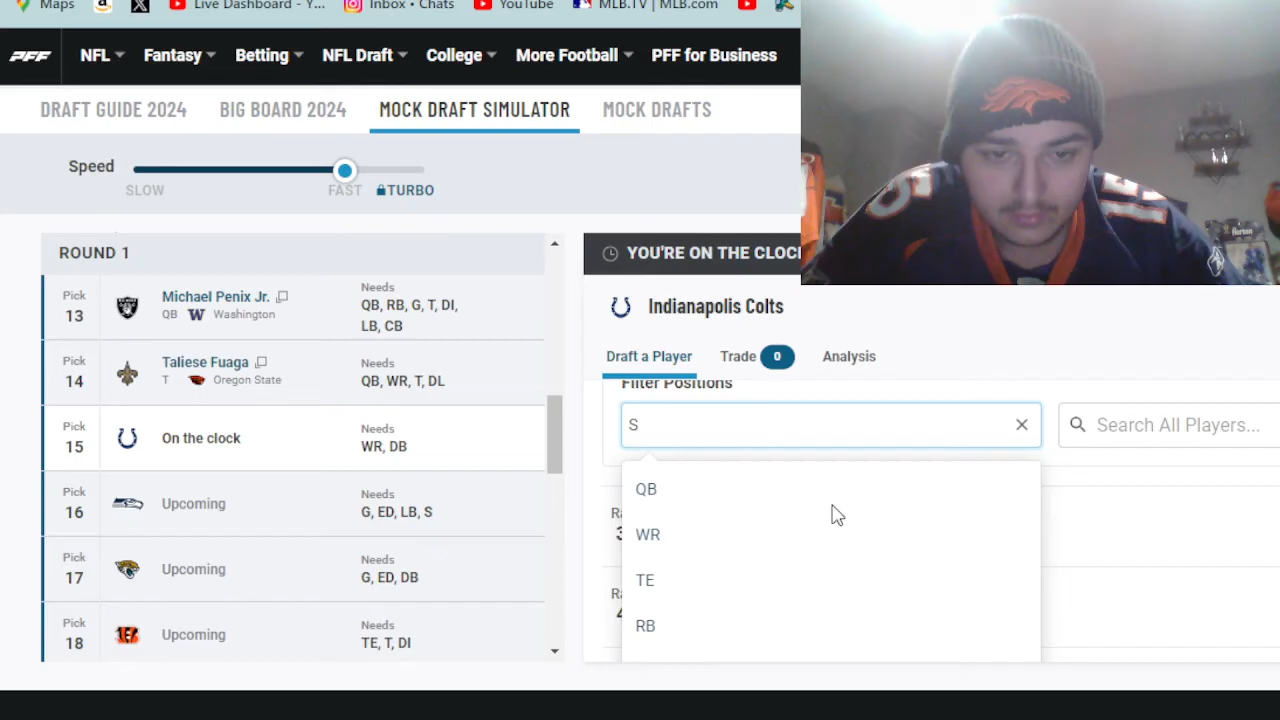 Maps
Live Dashboard - Y...
Inbox • Chats
YouTube
MLB.TV | MLB.com
PFF
NFL
Fantasy
Betting
NFL Draft
College
More Football
PFF for Business
DRAFT GUIDE 2024
BIG BOARD 2024
MOCK DRAFT SIMULATOR
MOCK DRAFTS
Speed
SLOW
FAST
TURBO
ROUND 1
Pick
13
Michael Penix Jr.
QB
Washington
Needs
QB, RB, G, T, DI,
LB, CB
Pick
14
Taliese Fuaga
T
Oregon State
Needs
QB, WR, T, DL
Pick
15
On the clock
Needs
WR, DB
Pick
16
Upcoming
Needs
G, ED, LB, S
Pick
17
Upcoming
Needs
G, ED, DB
Pick
18
Upcoming
Needs
TE, T, DI
YOU'RE ON THE CLOC
Indianapolis Colts
Draft a Player
Trade 0
Analysis
Filter Positions
S
Search All Players...
QB
WR
TE
RB